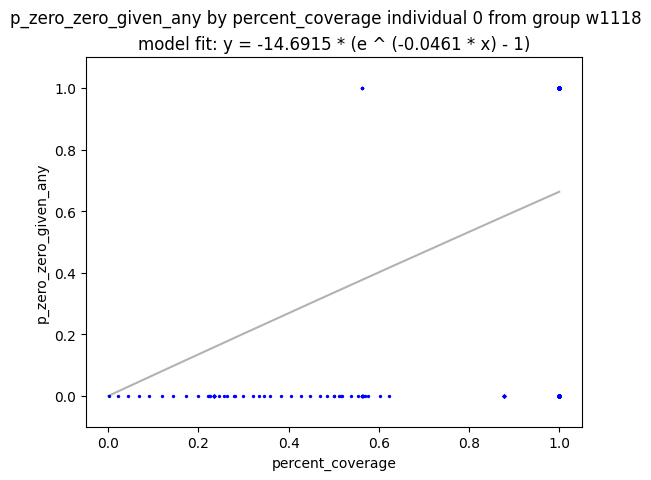 p_zero_zero_given_any by percent_coverage individual 0 from group w1118
model fit: y = -14.6915 * (e ^ (-0.0461 * x) - 1)
1.0
0.8
0.6
0.4
0.2
0.0
p_zero_zero_given_any
0.0 0.2 0.4 0.6 0.8 1.0
percent_coverage